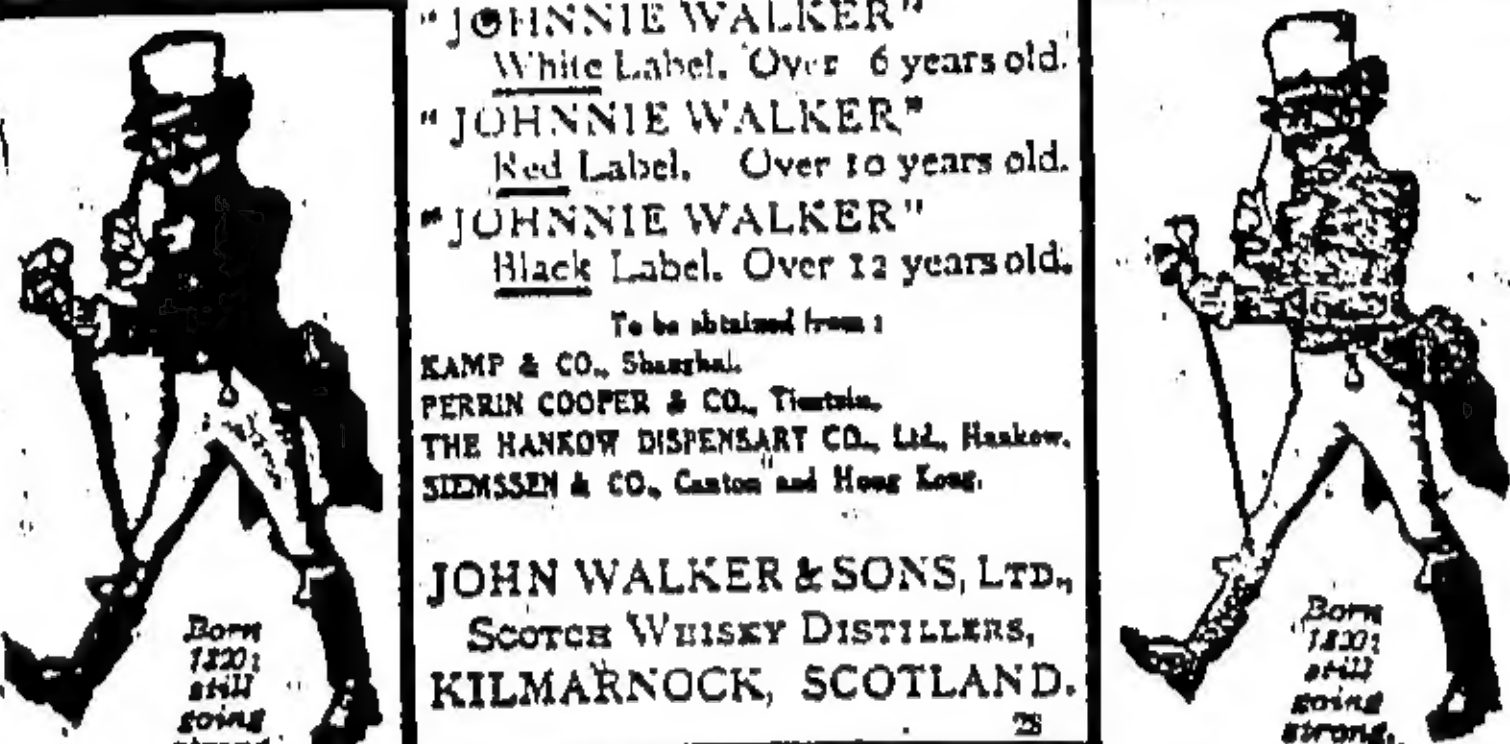 "JOHNNIE WALKER"
White Label. Over 6 years old.
"JOHNNIE WALKER"
Red Label. Over 10 years old.
"JOHNNIE WALKER"
Black Label. Over 12 years old.
To be obtained from :
KAMP & CO., Shanghai.
PERRIN COOPER & CO., Tientsin.
THE HANKOW DISPENSARY CO., Ltd., Hankow.
SIEMSSEN & CO., Canton and Hong Kong.
JOHN WALKER & SONS, LTD.,
SCOTCH WHISKY DISTILLERS,
KILMARNOCK, SCOTLAND.
28
Born
1820:
still
going
strong.
Born
1820:
still
going
strong.